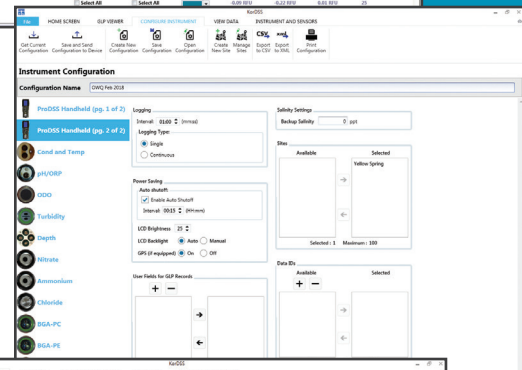 Select All Select All -0.09 RFU -0.22 RFU 0.81 RFU 25
KorDSS
File HOME SCREEN GLP VIEWER CONFIGURE INSTRUMENT VIEW DATA INSTRUMENT AND SENSORS
Get Current Configuration
Save and Send Configuration to Device
Create New Configuration
Save Configuration
Open Configuration
Create New Site
Manage Sites
CSV
Export to CSV
xml
Export to XML
Print Configuration
Instrument Configuration
Configuration Name OWQ Feb 2018
ProDSS Handheld (pg. 1 of 2)
ProDSS Handheld (pg. 2 of 2)
Cond and Temp
pH/ORP
ODO
Turbidity
Depth
Nitrate
Ammonium
Chloride
BGA-PC
BGA-PE
Logging
Interval: 01:00 (mm:ss)
Logging Type:
Single
Continuous
Power Saving
Auto shutoff:
Enable Auto Shutoff
Interval: 00:15 (HH:mm)
LCD Brightness 25
LCD Backlight Auto Manual
GPS (if equipped) On Off
User Fields for GLP Records
+ −
Salinity Settings
Backup Salinity 0 ppt
Sites
Available Selected
Yellow Spring
Selected : 1 Maximum : 100
Data IDs
Available Selected
+ −
KorDSS